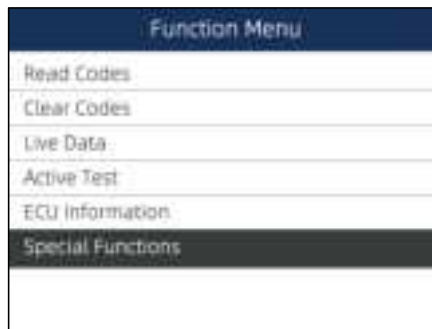 Function Menu
Read Codes
Clear Codes
Live Data
Active Test
ECU Information
Special Functions